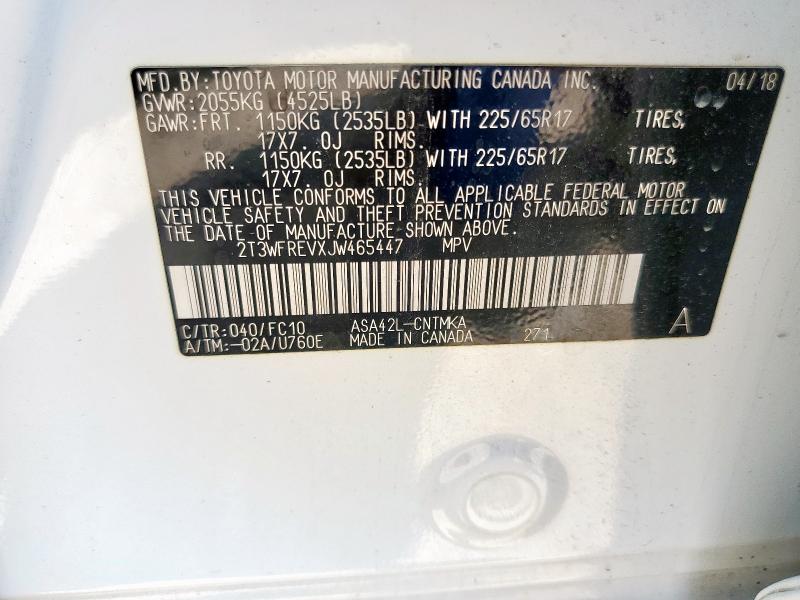 MFD.BY:TOYOTA MOTOR MANUFACTURING CANADA INC. 04/18
GVWR:2055KG (4525LB)
GAWR:FRT. 1150KG (2535LB) WITH 225/65R17 TIRES,
17X7. 0J RIMS.
RR. 1150KG (2535LB) WITH 225/65R17 TIRES,
17X7 0J RIMS.
THIS VEHICLE CONFORMS TO ALL APPLICABLE FEDERAL MOTOR
VEHICLE SAFETY AND THEFT PREVENTION STANDARDS IN EFFECT ON
THE DATE OF MANUFACTURE SHOWN ABOVE.
2T3WFREVXJW465447 MPV
C/TR:040/FC10 ASA42L-CNTMKA A
A/TM:-02A/U760E MADE IN CANADA 271